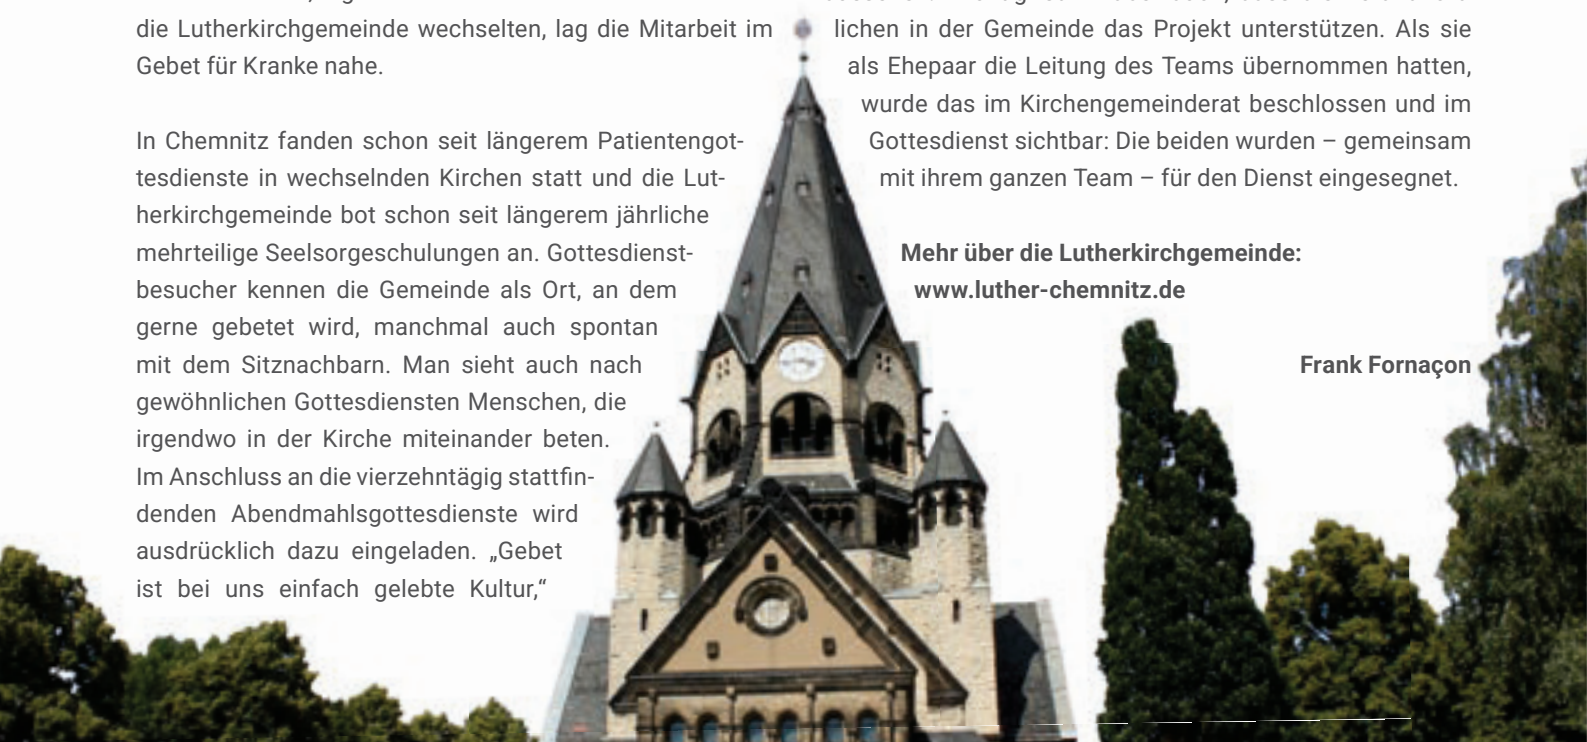 die Lutherkirchgemeinde wechselten, lag die Mitarbeit im
Gebet für Kranke nahe.
In Chemnitz fanden schon seit längerem Patientengot-
tesdienste in wechselnden Kirchen statt und die Lut-
herkirchgemeinde bot schon seit längerem jährliche
mehrteilige Seelsorgeschulungen an. Gottesdienst-
besucher kennen die Gemeinde als Ort, an dem
gerne gebetet wird, manchmal auch spontan
mit dem Sitznachbarn. Man sieht auch nach
gewöhnlichen Gottesdiensten Menschen, die
irgendwo in der Kirche miteinander beten.
Im Anschluss an die vierzehntägig stattfin-
denden Abendmahlsgottesdienste wird
ausdrücklich dazu eingeladen. „Gebet
ist bei uns einfach gelebte Kultur,“
lichen in der Gemeinde das Projekt unterstützen. Als sie
als Ehepaar die Leitung des Teams übernommen hatten,
wurde das im Kirchengemeinderat beschlossen und im
Gottesdienst sichtbar: Die beiden wurden – gemeinsam
mit ihrem ganzen Team – für den Dienst eingesegnet.
Mehr über die Lutherkirchgemeinde:
www.luther-chemnitz.de
Frank Fornaçon